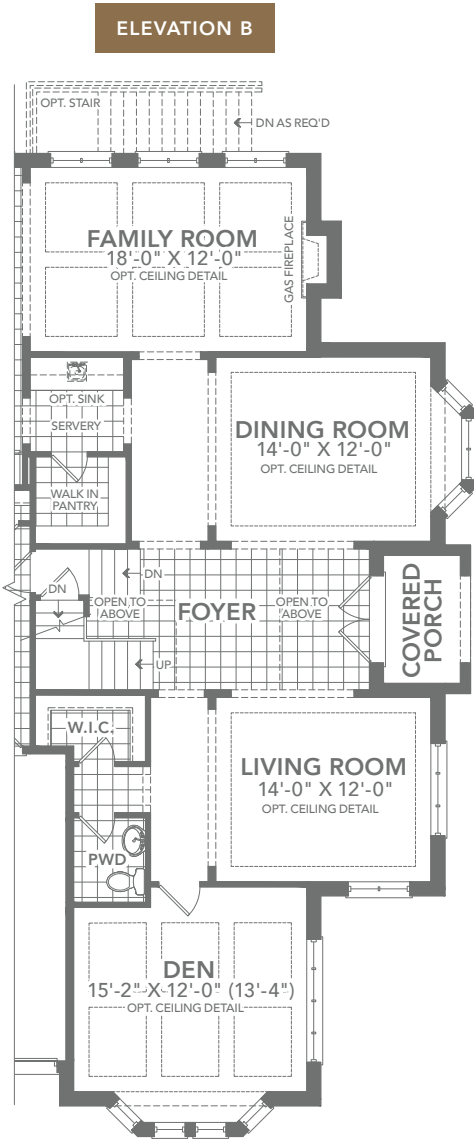 ELEVATION B
OPT. STAIR
DN AS REQ'D
FAMILY ROOM
18'-0" X 12'-0"
OPT. CEILING DETAIL
GAS FIREPLACE
OPT. SINK
SERVERY
DINING ROOM
14'-0" X 12'-0"
OPT. CEILING DETAIL
WALK IN
PANTRY
DN
DN
OPEN TO
ABOVE
FOYER
OPEN TO
ABOVE
COVERED
PORCH
UP
W.I.C.
LIVING ROOM
14'-0" X 12'-0"
OPT. CEILING DETAIL
PWD
DEN
15'-2" X 12'-0" (13'-4")
OPT. CEILING DETAIL